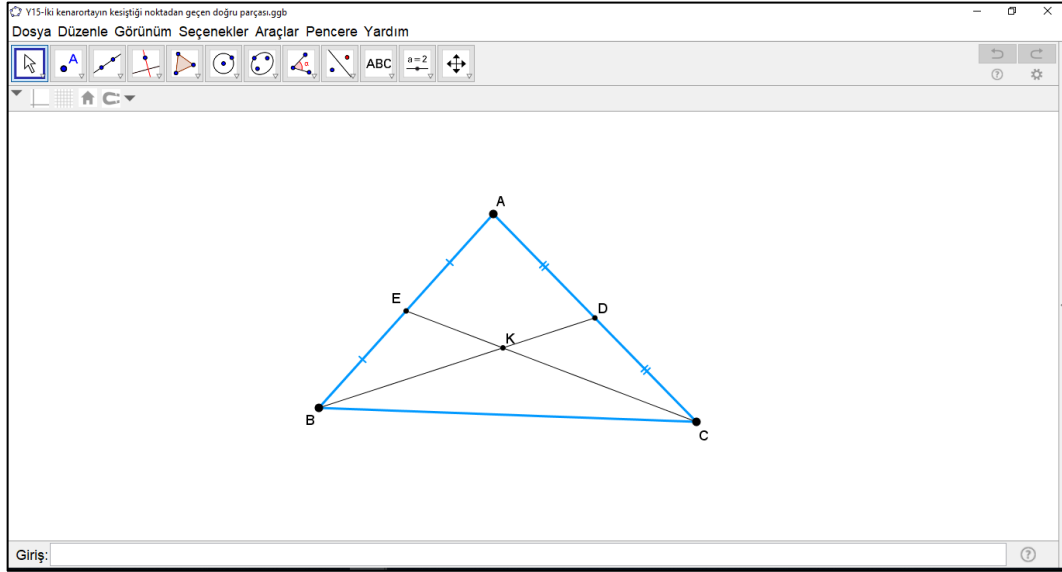 Y15-İki kenarortayın kesiştiği noktadan geçen doğru parçası.ggb
Dosya Düzenle Görünüm Seçenekler Araçlar Pencere Yardım
A
α
ABC
a=2
A
E
D
K
B
C
Giriş: